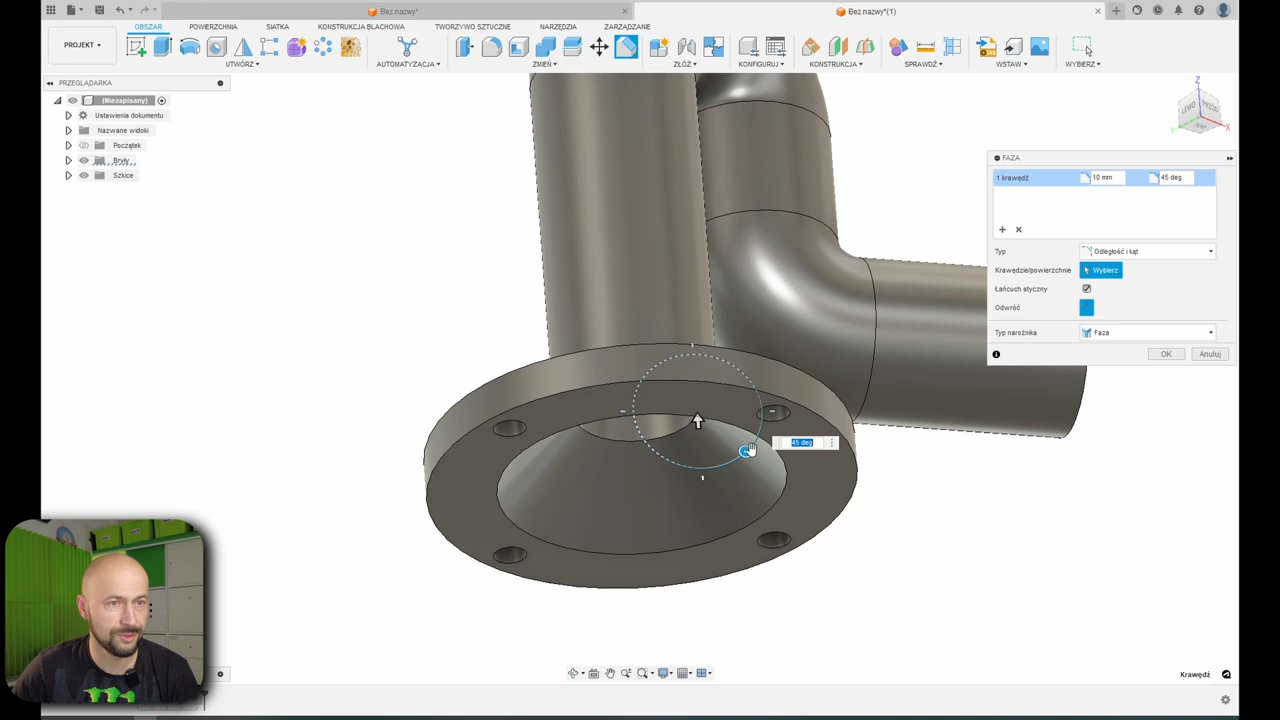 Bez nazwy*
Bez nazwy*(1)
OBSZAR POWIERZCHNIA SIATKA KONSTRUKCJA BLACHOWA TWORZYWO SZTUCZNE NARZĘDZIA ZARZĄDZANIE
PROJEKT
UTWÓRZ AUTOMATYZACJA ZMIEŃ ZŁÓŻ KONFIGURUJ KONSTRUKCJA SPRAWDŹ WSTAW WYBIERZ
PRZEGLĄDARKA
(Niezapisany)
Ustawienia dokumentu
Nazwane widoki
Początek
Bryły
Szkice
Z
LEWO PRZÓD
Y X
FAZA
1 krawędź 10 mm 45 deg
Typ Odległość i kąt
Krawędzie/powierzchnie Wybierz
Łańcuch styczny
Odwróć
Typ narożnika Faza
OK Anuluj
45 deg
Krawędź